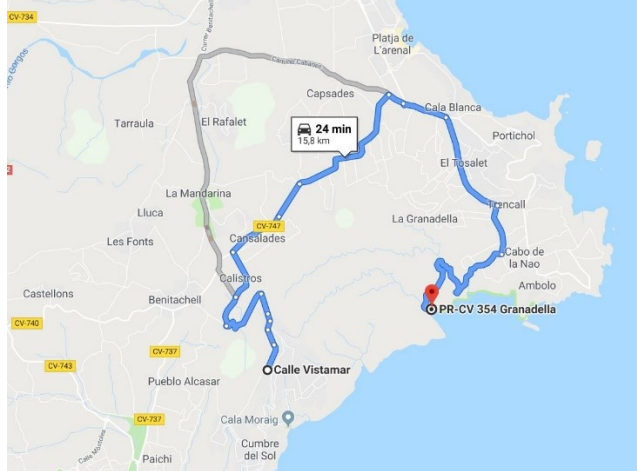 CV-734
Platja de
L'arenal
Capsades
Cala Blanca
Tarraula
El Rafalet
24 min
15,8 km
Portichol
El Tosalet
La Mandarina
Lluca
CV-747
La Granadella
Les Fonts
Cansalades
Cabo de
la Nao
Calistros
Ambolo
Castellons
Benitachell
PR-CV 354 Granadella
CV-740
CV-737
CV-743
Pueblo Alcasar
Calle Vistamar
CV-737
Cala Moraig
Cumbre
del Sol
Paichi